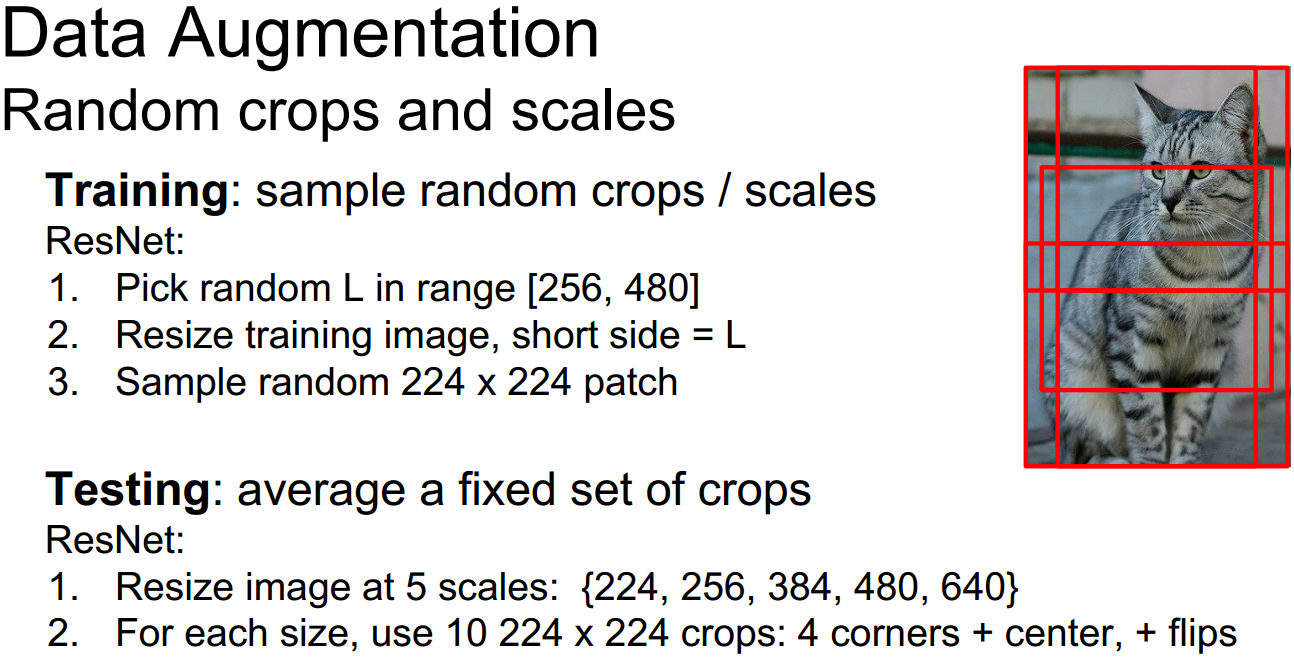 Data Augmentation
Random crops and scales
Training: sample random crops / scales
ResNet:
1. Pick random L in range [256, 480]
2. Resize training image, short side = L
3. Sample random 224 x 224 patch
Testing: average a fixed set of crops
ResNet:
1. Resize image at 5 scales: {224, 256, 384, 480, 640}
2. For each size, use 10 224 x 224 crops: 4 corners + center, + flips